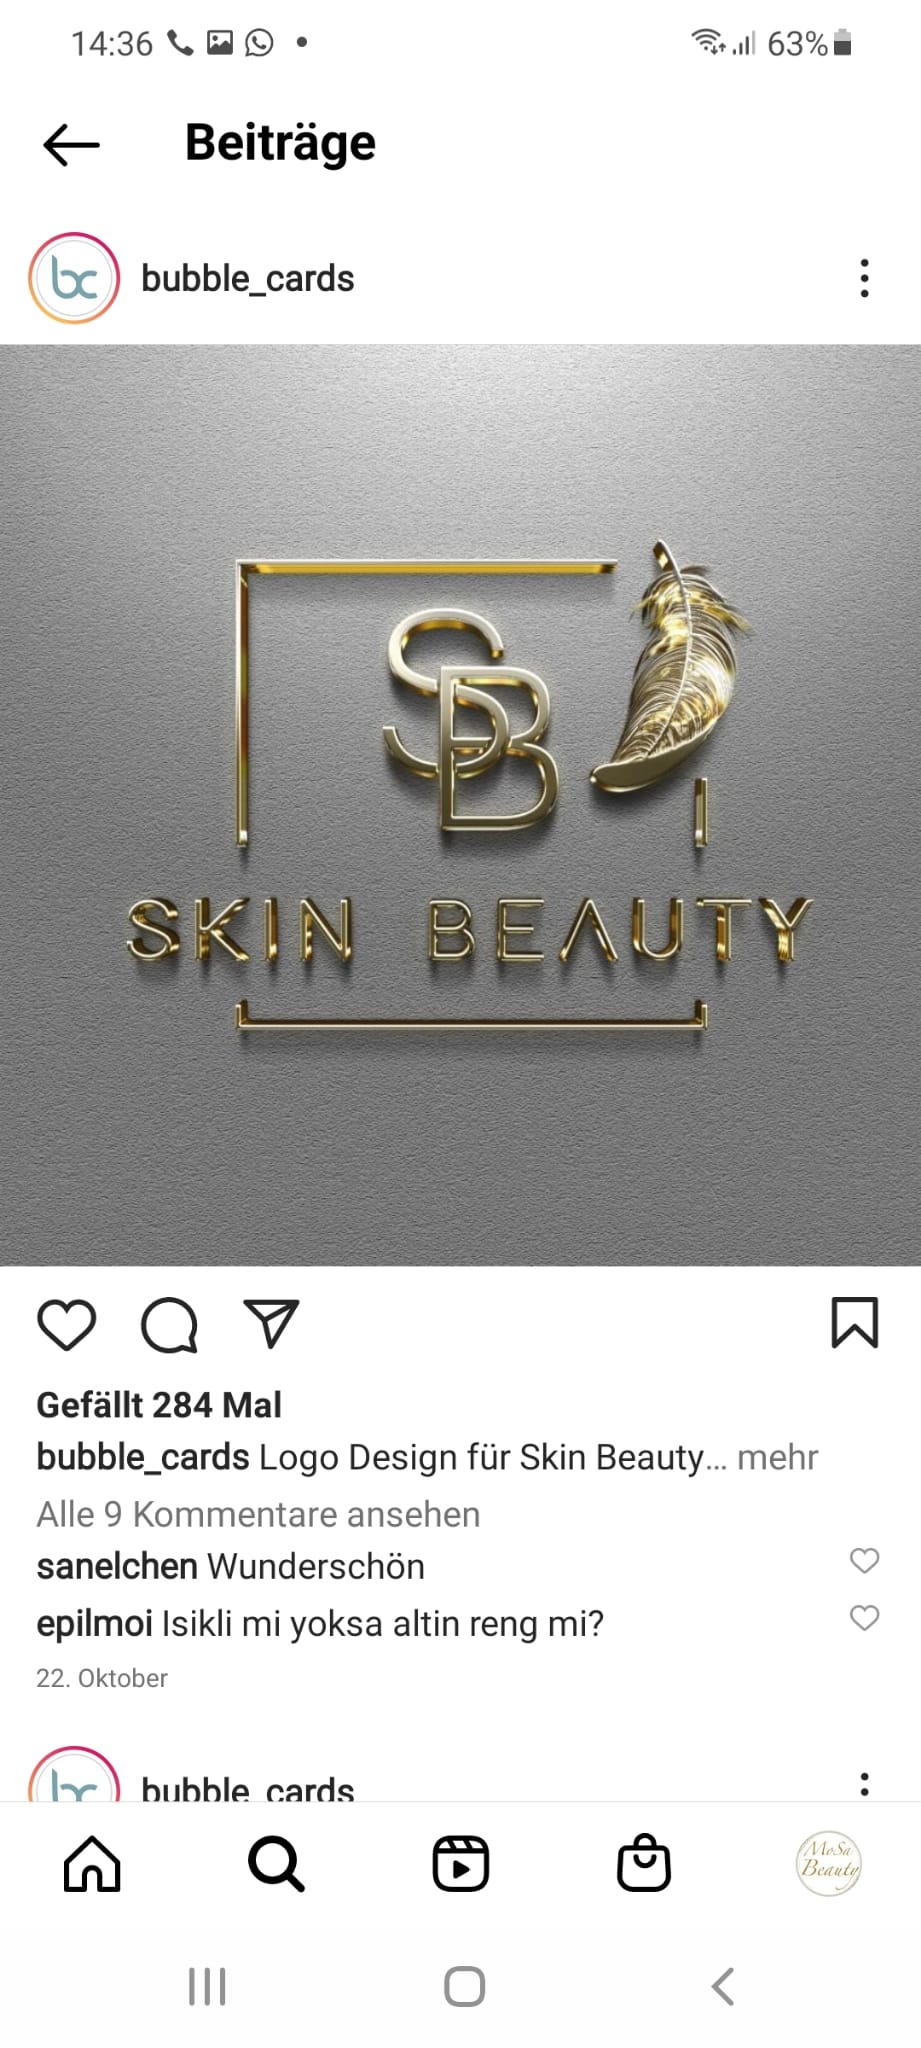 14:36
63%
Beiträge
bc
bubble_cards
SB
SKIN BEAUTY
Gefällt 284 Mal
bubble_cards Logo Design für Skin Beauty... mehr
Alle 9 Kommentare ansehen
sanelchen Wunderschön
epilmoi Isikli mi yoksa altin reng mi?
22. Oktober
bc
bubble_cards
MoSa
Beauty